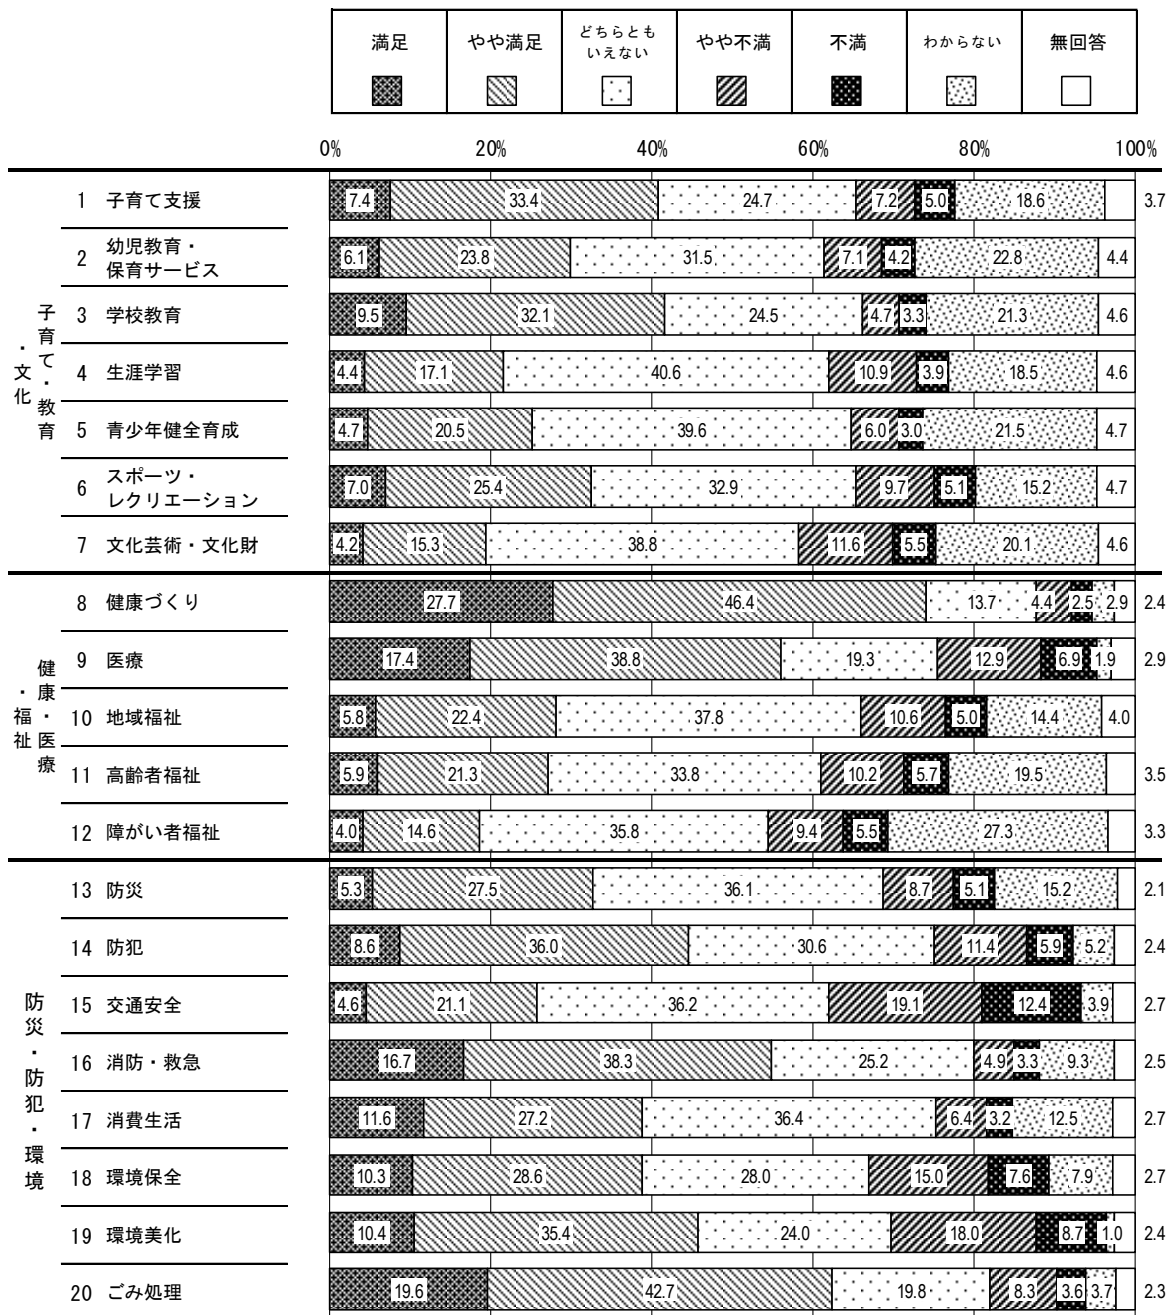 満足 やや満足 どちらとも いえない やや不満 不満 わからない 無回答
0% 20% 40% 60% 80% 100%
子育て・教育
・文化
1 子育て支援 7.4 33.4 24.7 7.2 5.0 18.6 3.7
2 幼児教育・
保育サービス 6.1 23.8 31.5 7.1 4.2 22.8 4.4
3 学校教育 9.5 32.1 24.5 4.7 3.3 21.3 4.6
4 生涯学習 4.4 17.1 40.6 10.9 3.9 18.5 4.6
5 青少年健全育成 4.7 20.5 39.6 6.0 3.0 21.5 4.7
6 スポーツ・
レクリエーション 7.0 25.4 32.9 9.7 5.1 15.2 4.7
7 文化芸術・文化財 4.2 15.3 38.8 11.6 5.5 20.1 4.6
健康・医療
・福祉
8 健康づくり 27.7 46.4 13.7 4.4 2.5 2.9 2.4
9 医療 17.4 38.8 19.3 12.9 6.9 1.9 2.9
10 地域福祉 5.8 22.4 37.8 10.6 5.0 14.4 4.0
11 高齢者福祉 5.9 21.3 33.8 10.2 5.7 19.5 3.5
12 障がい者福祉 4.0 14.6 35.8 9.4 5.5 27.3 3.3
防災・防犯・環境
13 防災 5.3 27.5 36.1 8.7 5.1 15.2 2.1
14 防犯 8.6 36.0 30.6 11.4 5.9 5.2 2.4
15 交通安全 4.6 21.1 36.2 19.1 12.4 3.9 2.7
16 消防・救急 16.7 38.3 25.2 4.9 3.3 9.3 2.5
17 消費生活 11.6 27.2 36.4 6.4 3.2 12.5 2.7
18 環境保全 10.3 28.6 28.0 15.0 7.6 7.9 2.7
19 環境美化 10.4 35.4 24.0 18.0 8.7 1.0 2.4
20 ごみ処理 19.6 42.7 19.8 8.3 3.6 3.7 2.3